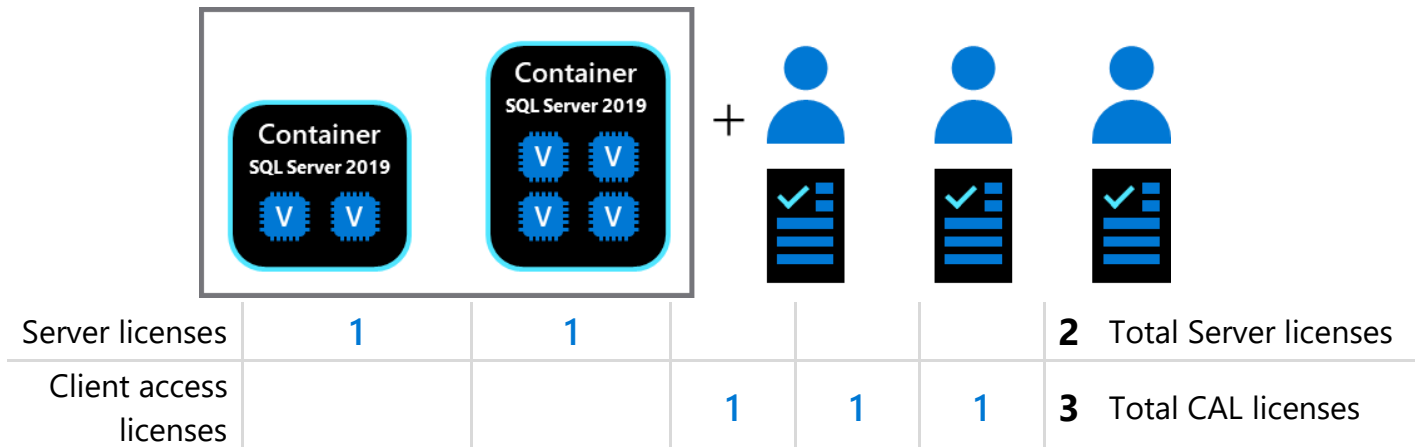 Container
SQL Server 2019
V V
Container
SQL Server 2019
V V
V V
+
Server licenses 1 1 2 Total Server licenses
Client access
licenses
1 1 1 3 Total CAL licenses